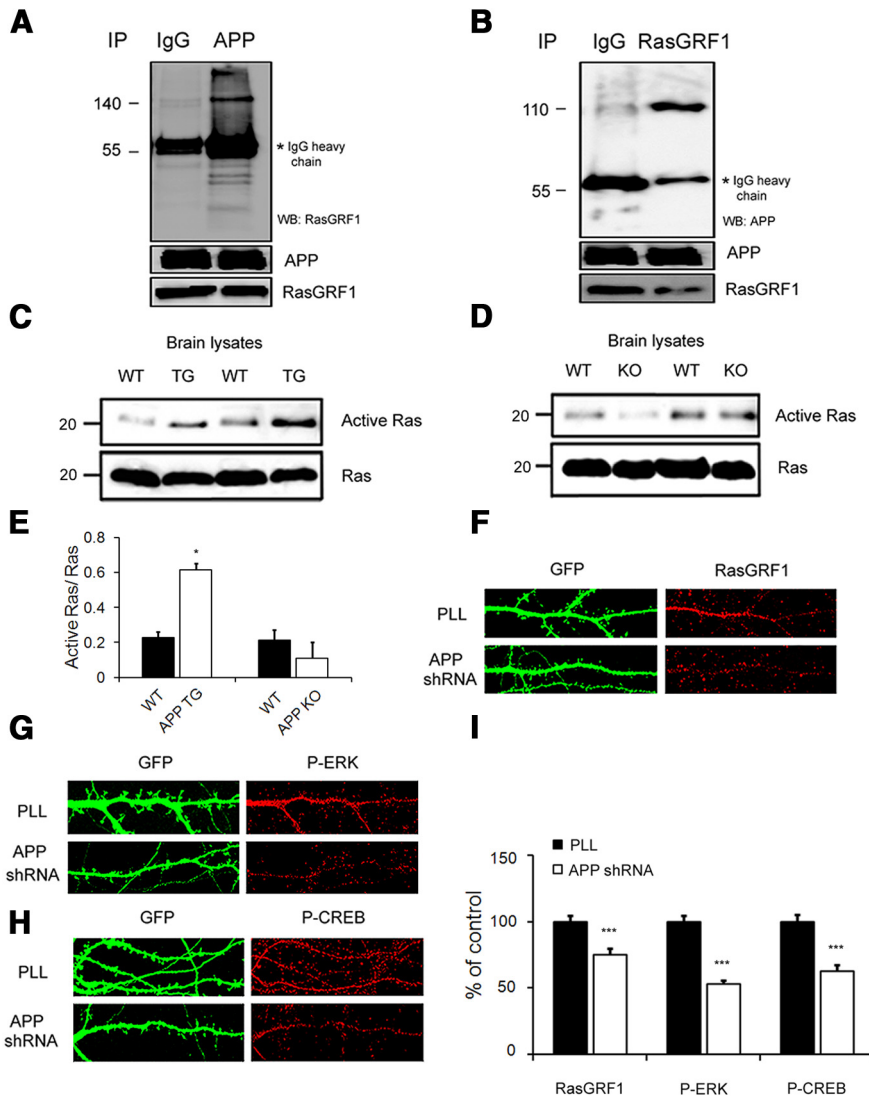 A
IP IgG APP
140
55
* IgG heavy
chain
WB: RasGRF1
APP
RasGRF1
B
IP IgG RasGRF1
110
55
* IgG heavy
chain
WB: APP
APP
RasGRF1
C
Brain lysates
WT TG WT TG
20 Active Ras
20 Ras
D
Brain lysates
WT KO WT KO
20 Active Ras
20 Ras
E
Active Ras/ Ras
0.8
0.6
0.4
0.2
0
*
WT
APP TG
WT
APP KO
F
GFP RasGRF1
PLL
APP
shRNA
G
GFP P-ERK
PLL
APP
shRNA
H
GFP P-CREB
PLL
APP
shRNA
I
PLL
APP shRNA
% of control
150
100
50
0
***
***
***
RasGRF1 P-ERK P-CREB